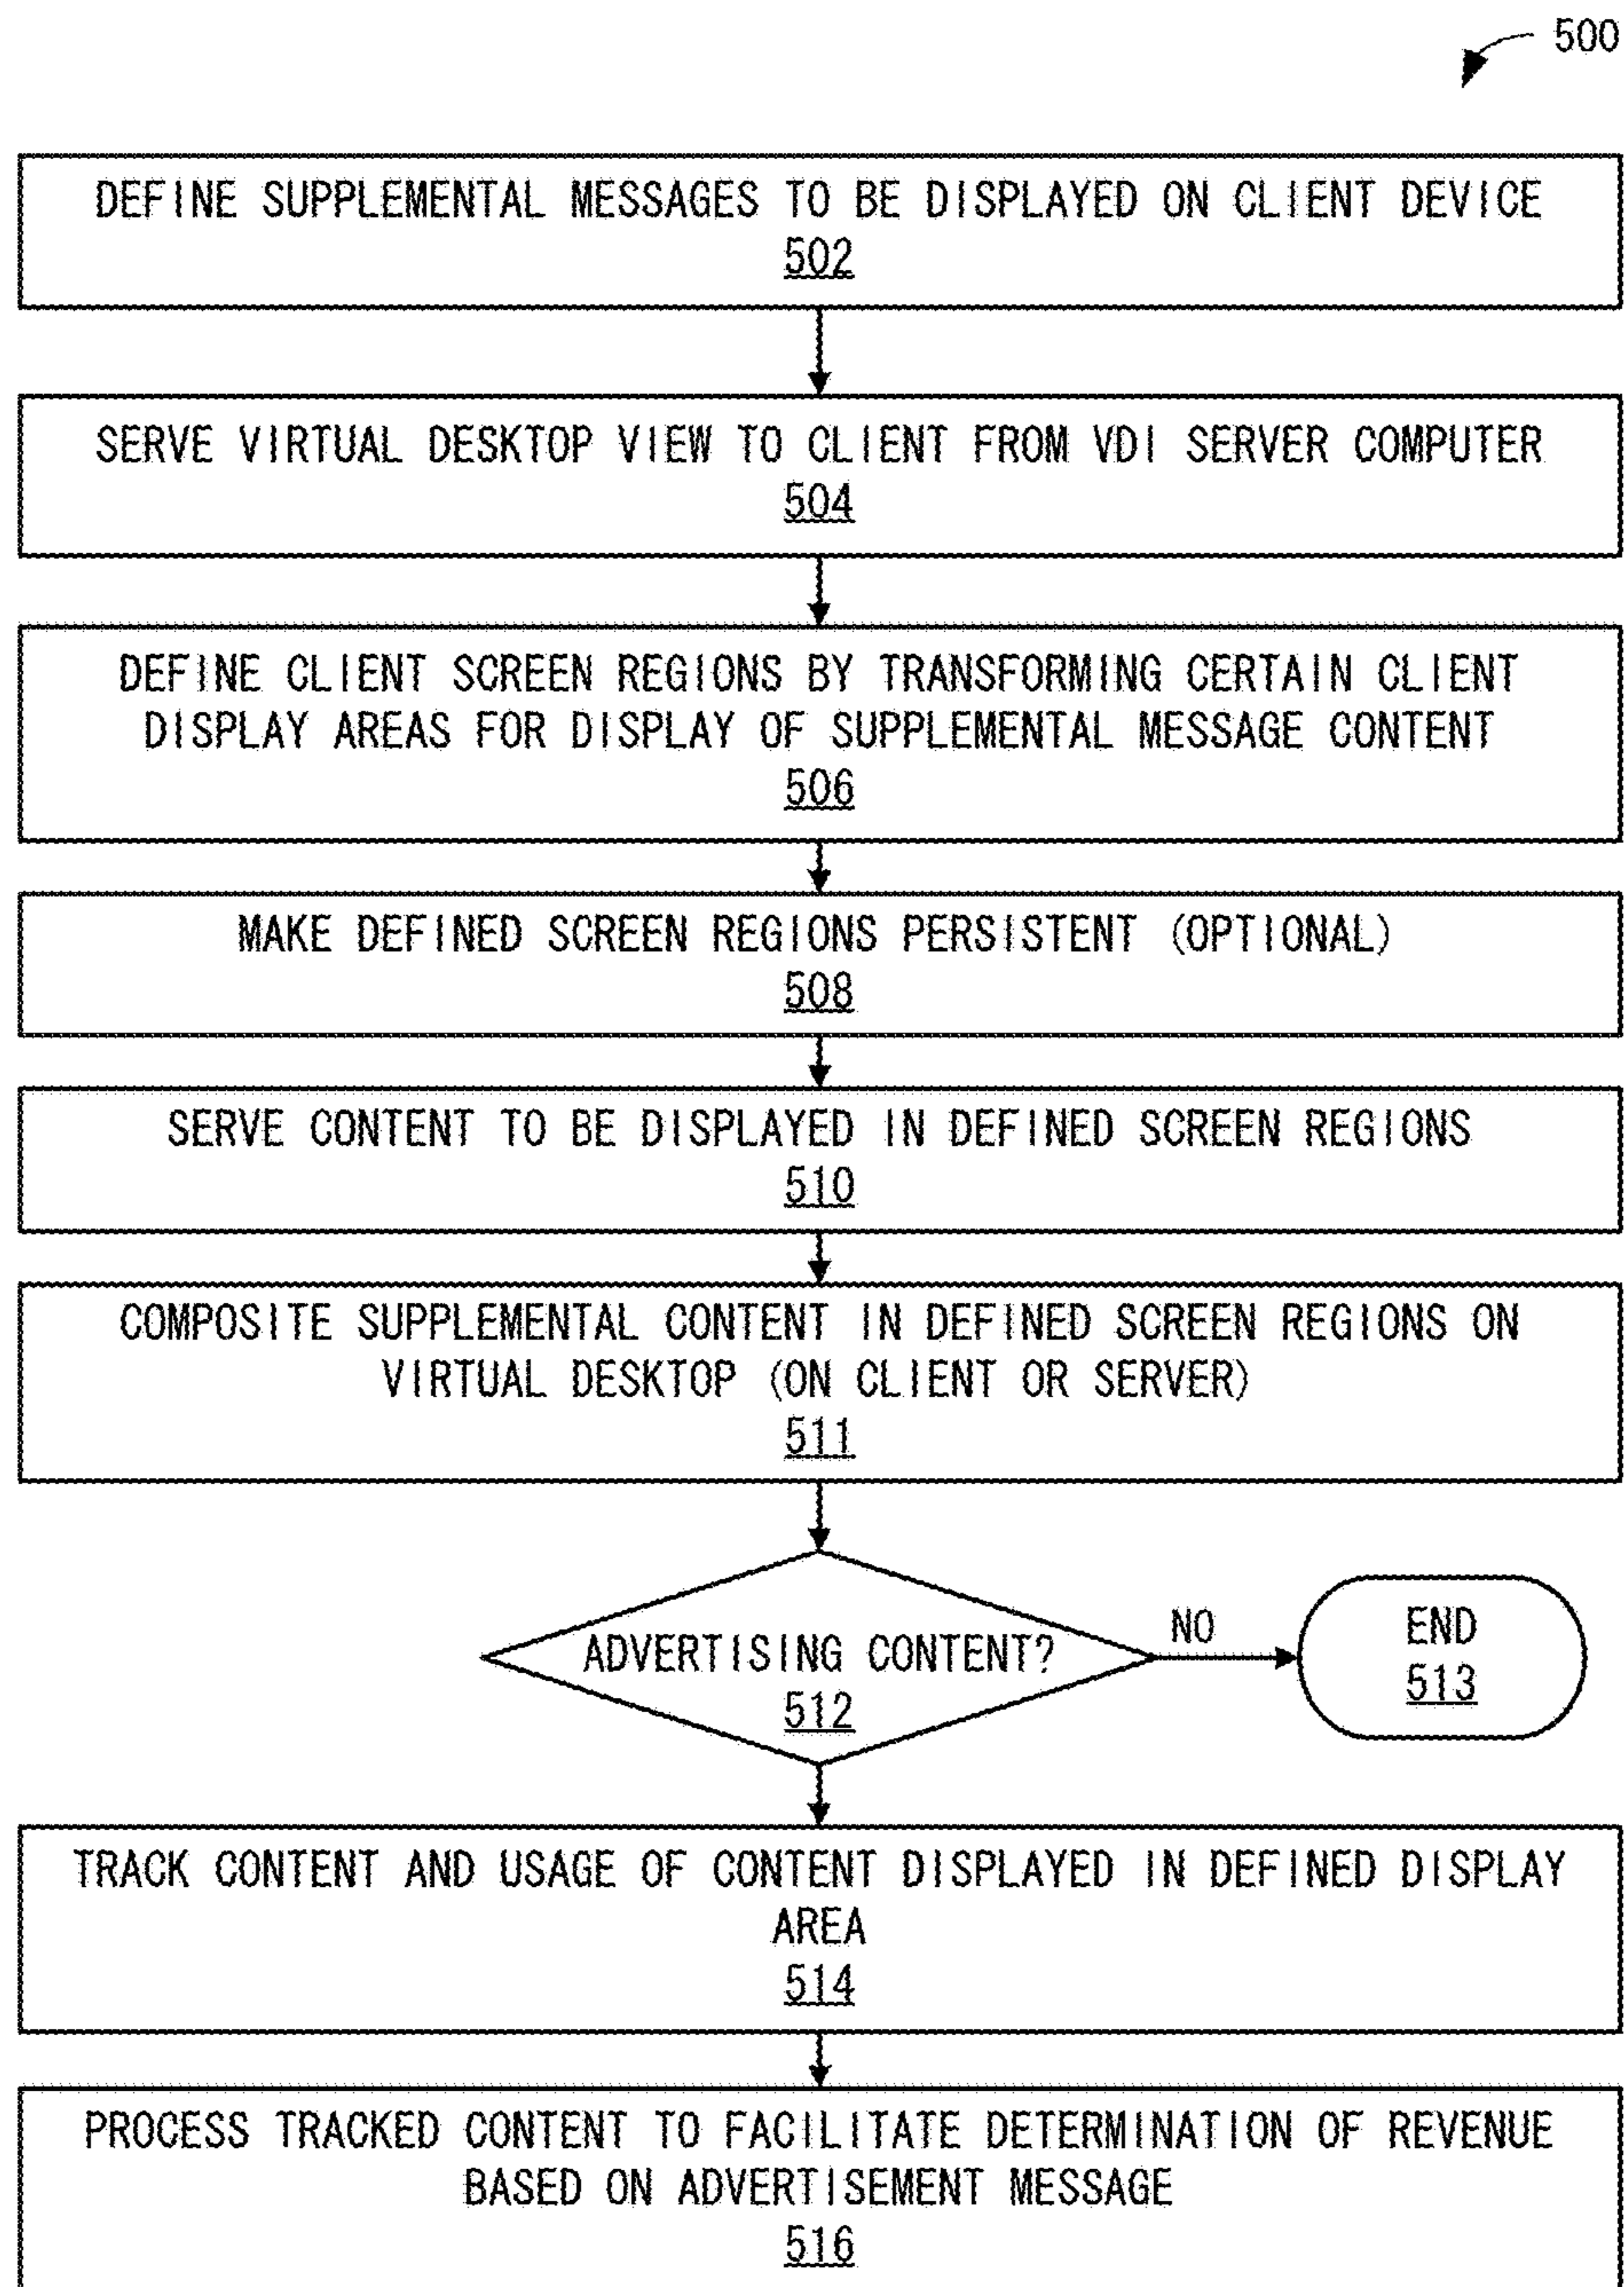 500
DEFINE SUPPLEMENTAL MESSAGES TO BE DISPLAYED ON CLIENT DEVICE
502
SERVE VIRTUAL DESKTOP VIEW TO CLIENT FROM VDI SERVER COMPUTER
504
DEFINE CLIENT SCREEN REGIONS BY TRANSFORMING CERTAIN CLIENT
DISPLAY AREAS FOR DISPLAY OF SUPPLEMENTAL MESSAGE CONTENT
506
MAKE DEFINED SCREEN REGIONS PERSISTENT (OPTIONAL)
508
SERVE CONTENT TO BE DISPLAYED IN DEFINED SCREEN REGIONS
510
COMPOSITE SUPPLEMENTAL CONTENT IN DEFINED SCREEN REGIONS ON
VIRTUAL DESKTOP (ON CLIENT OR SERVER)
511
ADVERTISING CONTENT?
512
NO
END
513
TRACK CONTENT AND USAGE OF CONTENT DISPLAYED IN DEFINED DISPLAY
AREA
514
PROCESS TRACKED CONTENT TO FACILITATE DETERMINATION OF REVENUE
BASED ON ADVERTISEMENT MESSAGE
516